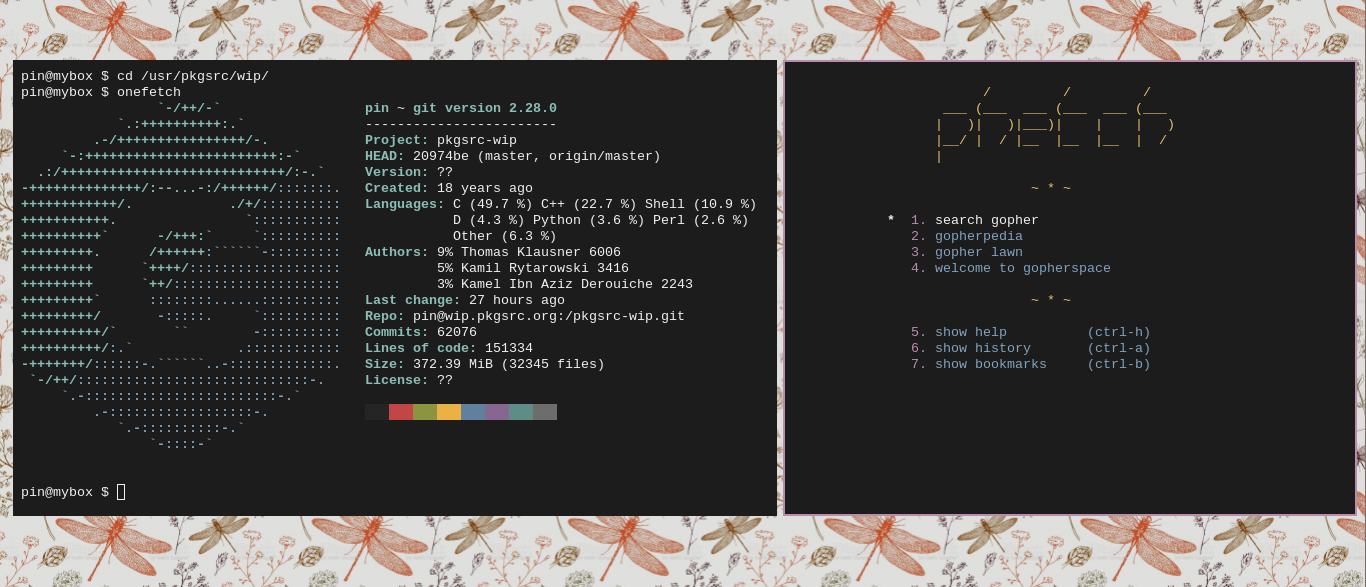 pin@mybox $ cd /usr/pkgsrc/wip/
pin@mybox $ onefetch
pin ~ git version 2.28.0
------------------------
Project: pkgsrc-wip
HEAD: 20974be (master, origin/master)
Version: ??
Created: 18 years ago
Languages: C (49.7 %) C++ (22.7 %) Shell (10.9 %)
D (4.3 %) Python (3.6 %) Perl (2.6 %)
Other (6.3 %)
Authors: 9% Thomas Klausner 6006
5% Kamil Rytarowski 3416
3% Kamel Ibn Aziz Derouiche 2243
Last change: 27 hours ago
Repo: pin@wip.pkgsrc.org:/pkgsrc-wip.git
Commits: 62076
Lines of code: 151334
Size: 372.39 MiB (32345 files)
License: ??
pin@mybox $
~ * ~
* 1. search gopher
2. gopherpedia
3. gopher lawn
4. welcome to gopherspace
~ * ~
5. show help (ctrl-h)
6. show history (ctrl-a)
7. show bookmarks (ctrl-b)